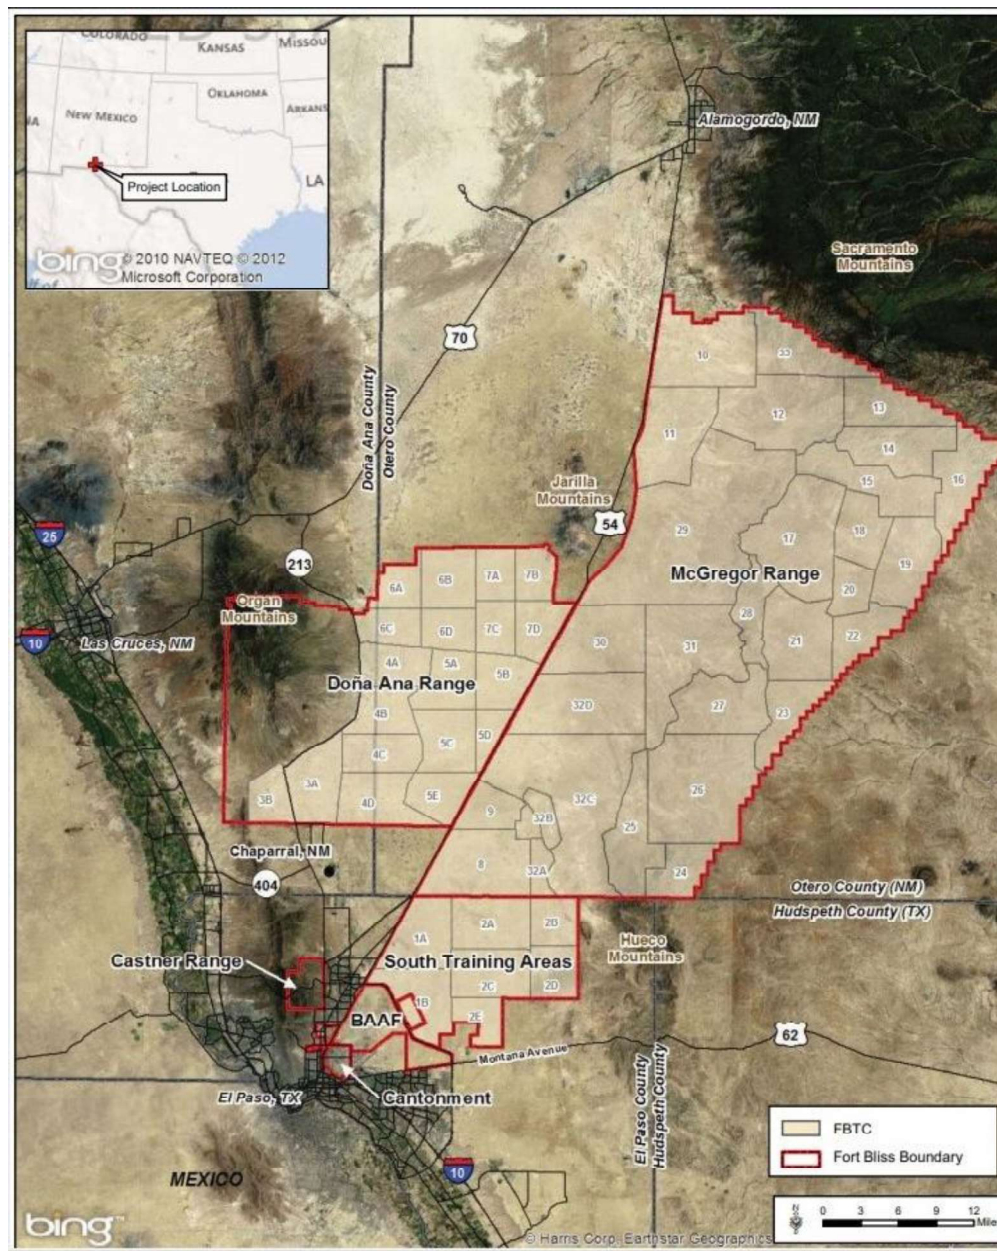 COLORADO
KANSAS
MISSOU
OKLAHOMA
ARKANS
NEW MEXICO
LA
Project Location
bing © 2010 NAVTEQ © 2012
Microsoft Corporation
Alamogordo, NM
Sacramento
Mountains
70
Doña Ana County
Otero County
10
33
12
13
11
14
15
16
Jarilla
Mountains
25
54
29
17
18
213
McGregor Range
19
6A
6B
7A
7B
20
Organ
Mountains
28
6C
6D
7C
7D
30
31
21
22
10
Las Cruces, NM
4A
5A
5B
Doña Ana Range
4B
32D
27
23
5C
5D
4C
3A
3B
4D
5E
9
32C
26
32B
25
Chaparral, NM
8
32A
24
404
Otero County (NM)
Hudspeth County (TX)
2A
2B
1A
Hueco
Mountains
Castner Range
South Training Areas
2C
2D
1B
BAAF
2E
62
Montana Avenue
El Paso, TX
Cantonment
El Paso County
Hudspeth County
FBTC
Fort Bliss Boundary
10
MEXICO
bing
0 3 6 9 12
Mile
© Harris Corp, Earthstar Geographics